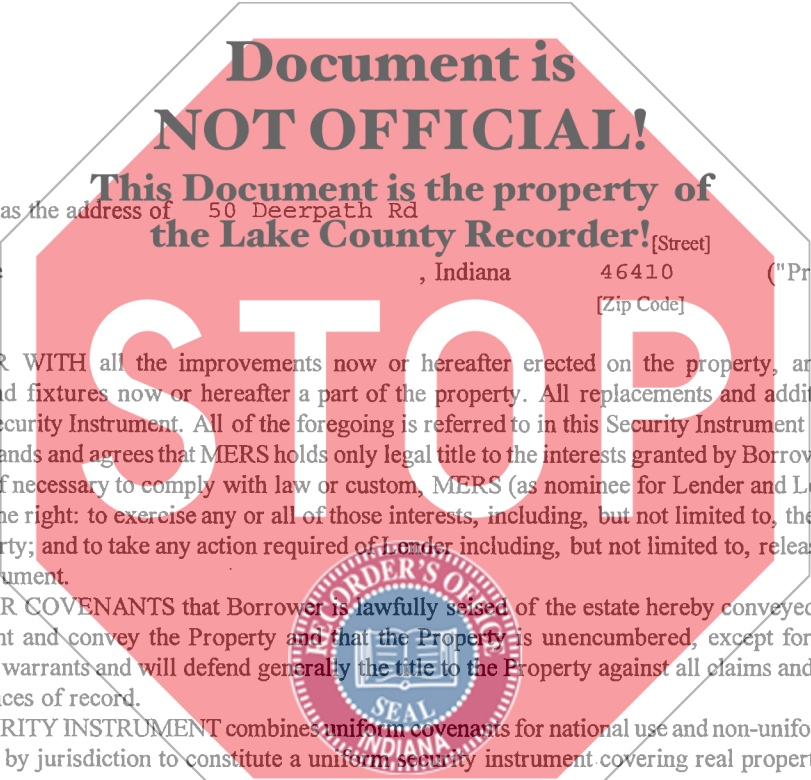 Document is
NOT OFFICIAL!
This Document is the property of
as the address of 50 Deerpath Rd
the Lake County Recorder!
[Street]
, Indiana 46410 ("Pr
[Zip Code]
STOP
R WITH all the improvements now or hereafter erected on the property, an
d fixtures now or hereafter a part of the property. All replacements and addit
ecurity Instrument. All of the foregoing is referred to in this Security Instrument
ands and agrees that MERS holds only legal title to the interests granted by Borrov
f necessary to comply with law or custom, MERS (as nominee for Lender and Le
ne right: to exercise any or all of those interests, including, but not limited to, the
rty; and to take any action required of Lender including, but not limited to, releas
ument.
R COVENANTS that Borrower is lawfully seised of the estate hereby conveyed
nt and convey the Property and that the Property is unencumbered, except for
warrants and will defend generally the title to the Property against all claims and
ces of record.
RITY INSTRUMENT combines uniform covenants for national use and non-unifo
by jurisdiction to constitute a uniform security instrument covering real propert
RECORDER'S OFFICE
SEAL
INDIANA